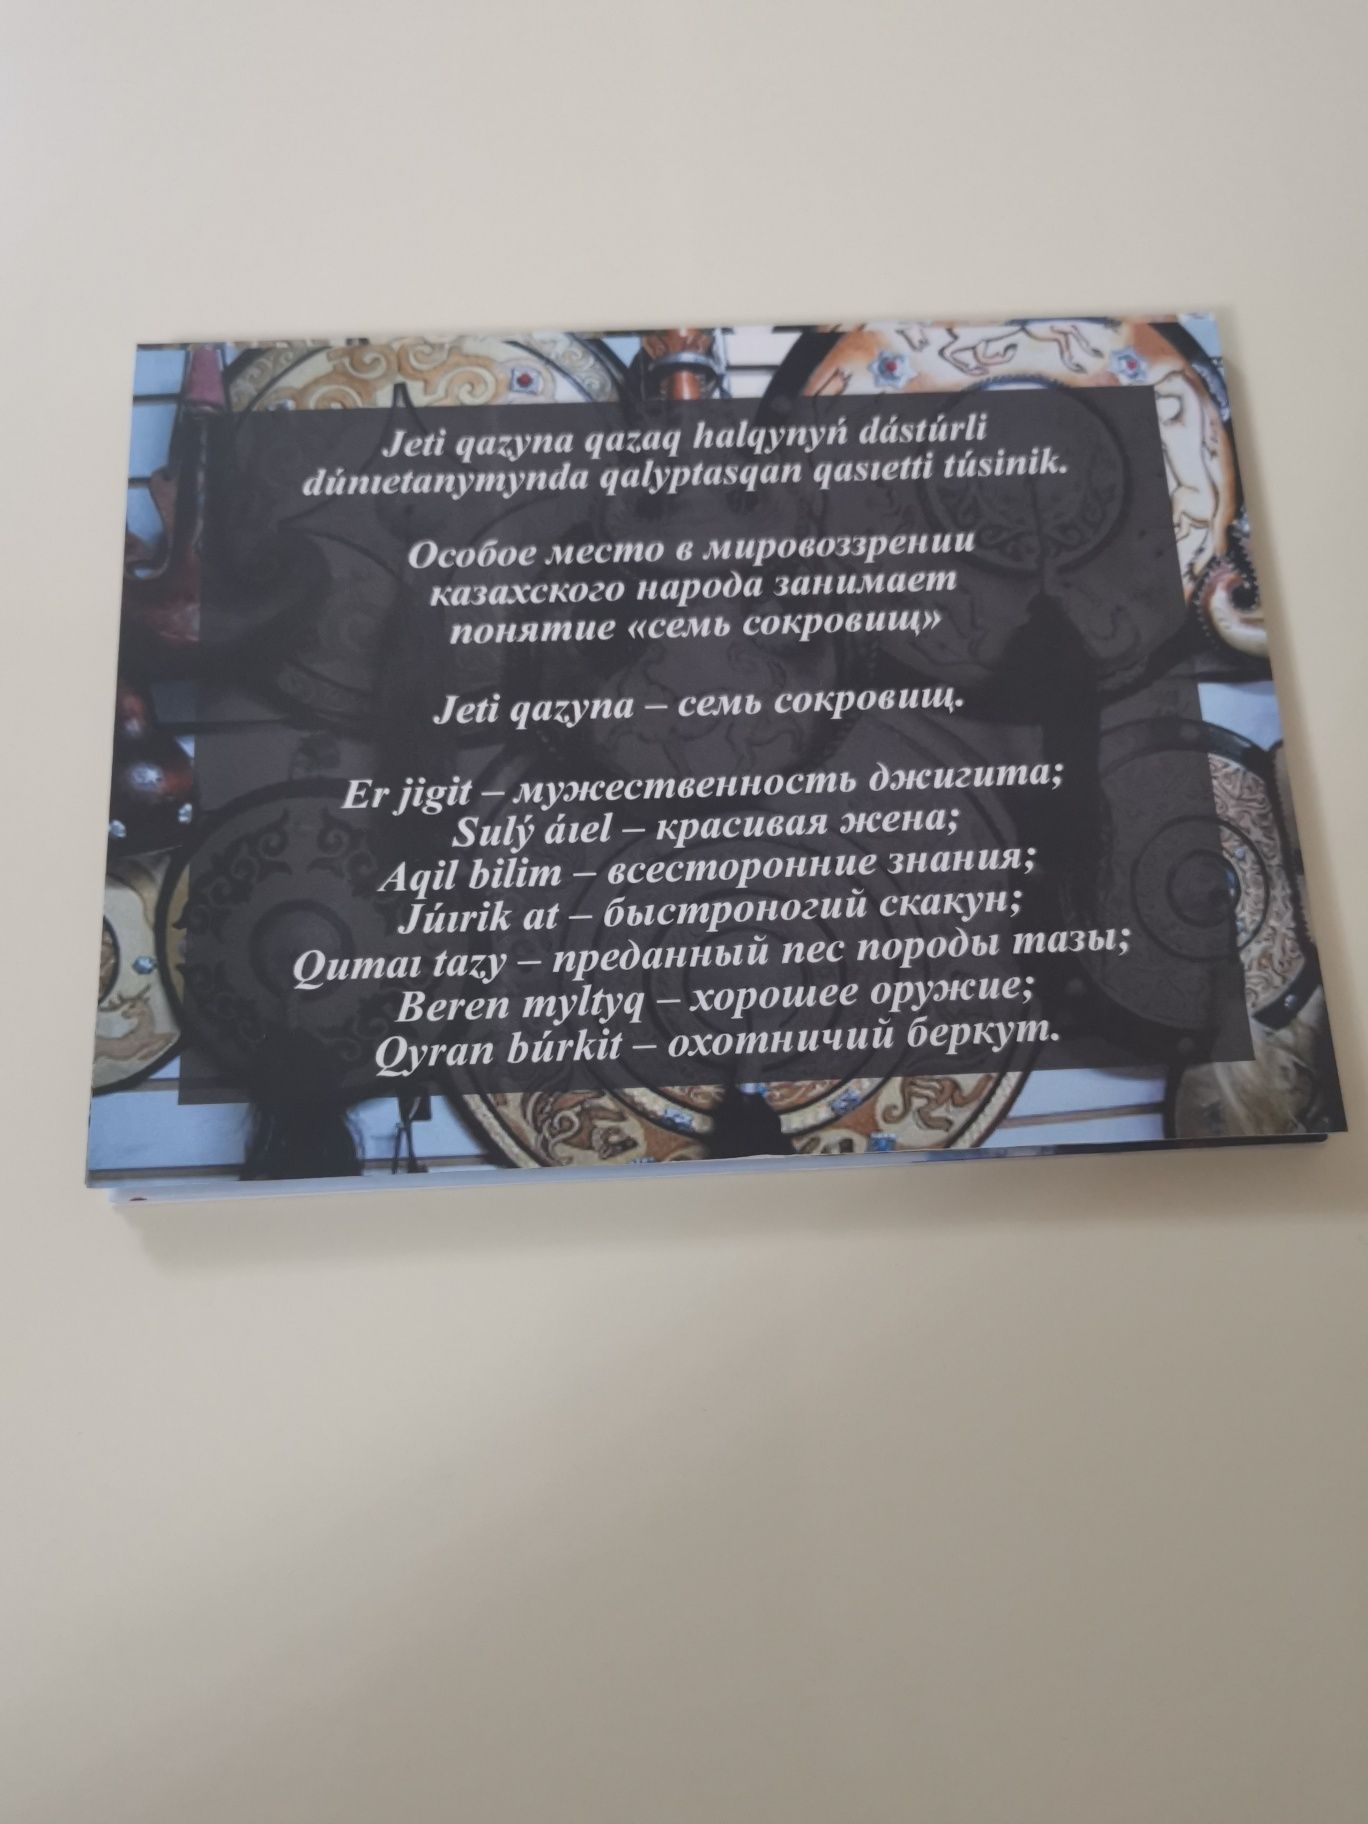 Jeti qazyna qazaq halqynyń dástúrli
dúnıetanymynda qalyptasqan qasıetti túsinik.
Особое место в мировоззрении
казахского народа занимает
понятие «семь сокровищ»
Jeti qazyna – семь сокровищ.
Er jigit – мужественность джигита;
Sulý áıel – красивая жена;
Aqil bilim – всесторонние знания;
Júırik at – быстроногий скакун;
Qumaı tazy – преданный пес породы тазы;
Beren myltyq – хорошее оружие;
Qyran búrkit – охотничий беркут.